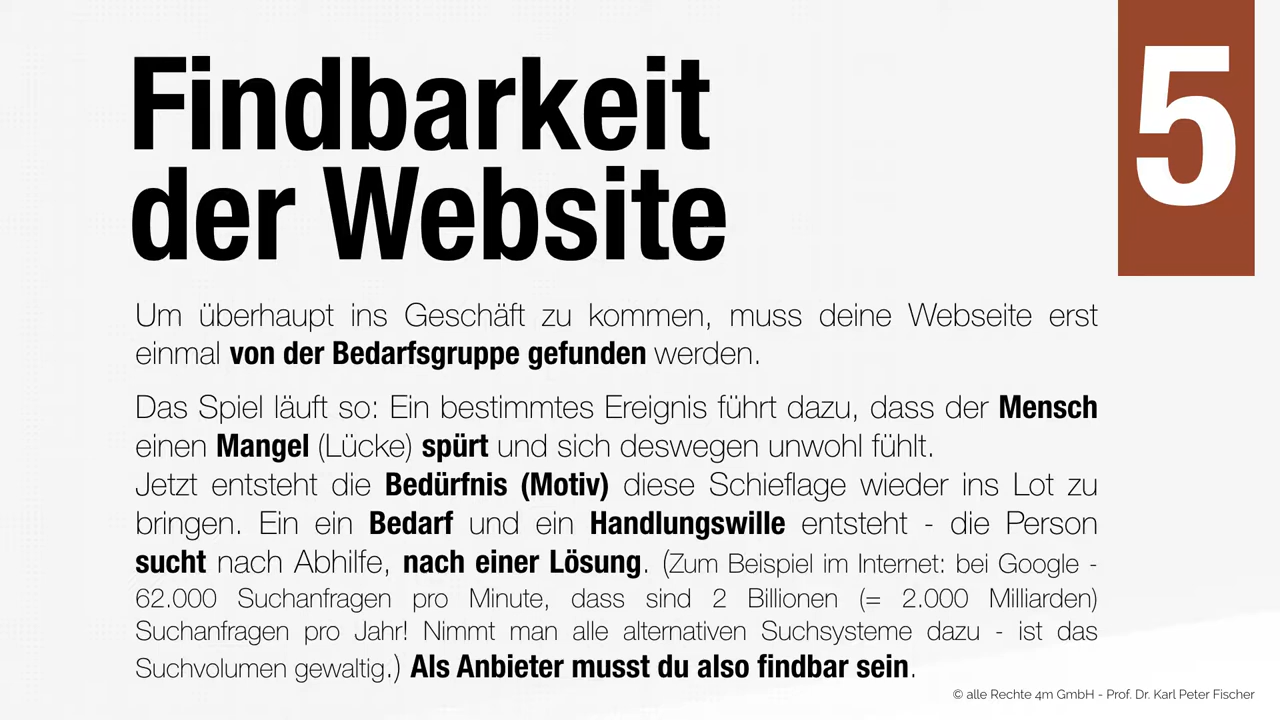 Findbarkeit
der Website
5
Um überhaupt ins Geschäft zu kommen, muss deine Webseite erst
einmal von der Bedarfsgruppe gefunden werden.
Das Spiel läuft so: Ein bestimmtes Ereignis führt dazu, dass der Mensch
einen Mangel (Lücke) spürt und sich deswegen unwohl fühlt.
Jetzt entsteht die Bedürfnis (Motiv) diese Schieflage wieder ins Lot zu
bringen. Ein ein Bedarf und ein Handlungswille entsteht - die Person
sucht nach Abhilfe, nach einer Lösung. (Zum Beispiel im Internet: bei Google -
62.000 Suchanfragen pro Minute, dass sind 2 Billionen (= 2.000 Milliarden)
Suchanfragen pro Jahr! Nimmt man alle alternativen Suchsysteme dazu - ist das
Suchvolumen gewaltig.) Als Anbieter musst du also findbar sein.
© alle Rechte 4m GmbH - Prof. Dr. Karl Peter Fischer